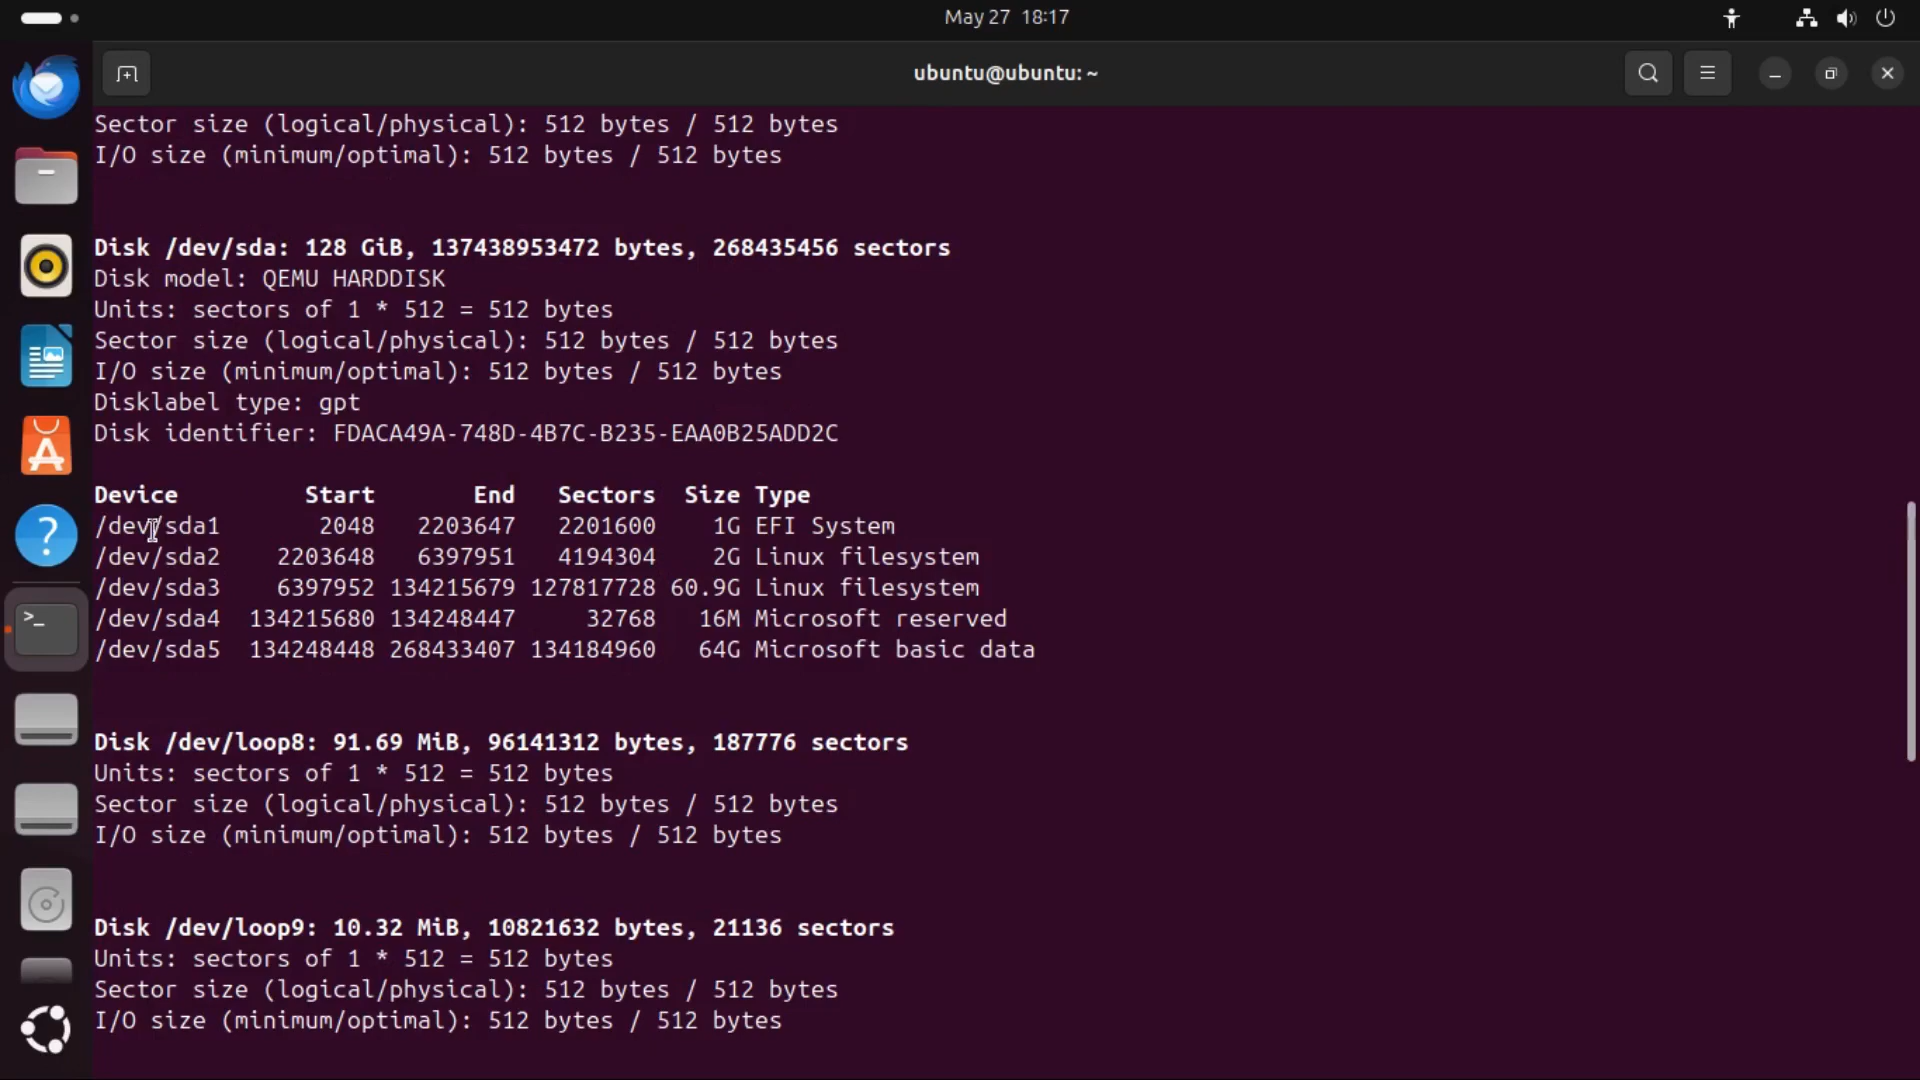 May 27 18:17
ubuntu@ubuntu: ~
Sector size (logical/physical): 512 bytes / 512 bytes
I/O size (minimum/optimal): 512 bytes / 512 bytes
Disk /dev/sda: 128 GiB, 137438953472 bytes, 268435456 sectors
Disk model: QEMU HARDDISK
Units: sectors of 1 * 512 = 512 bytes
Sector size (logical/physical): 512 bytes / 512 bytes
I/O size (minimum/optimal): 512 bytes / 512 bytes
Disklabel type: gpt
Disk identifier: FDACA49A-748D-4B7C-B235-EAA0B25ADD2C
Device Start End Sectors Size Type
/dev/sda1 2048 2203647 2201600 1G EFI System
/dev/sda2 2203648 6397951 4194304 2G Linux filesystem
/dev/sda3 6397952 134215679 127817728 60.9G Linux filesystem
/dev/sda4 134215680 134248447 32768 16M Microsoft reserved
/dev/sda5 134248448 268433407 134184960 64G Microsoft basic data
Disk /dev/loop8: 91.69 MiB, 96141312 bytes, 187776 sectors
Units: sectors of 1 * 512 = 512 bytes
Sector size (logical/physical): 512 bytes / 512 bytes
I/O size (minimum/optimal): 512 bytes / 512 bytes
Disk /dev/loop9: 10.32 MiB, 10821632 bytes, 21136 sectors
Units: sectors of 1 * 512 = 512 bytes
Sector size (logical/physical): 512 bytes / 512 bytes
I/O size (minimum/optimal): 512 bytes / 512 bytes